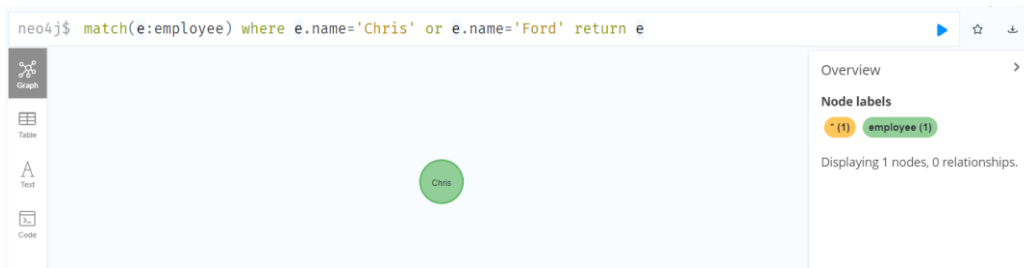 neo4j$ match(e:employee) where e.name='Chris' or e.name='Ford' return e
Graph
Table
Text
Code
Chris
Overview
Node labels
* (1) employee (1)
Displaying 1 nodes, 0 relationships.